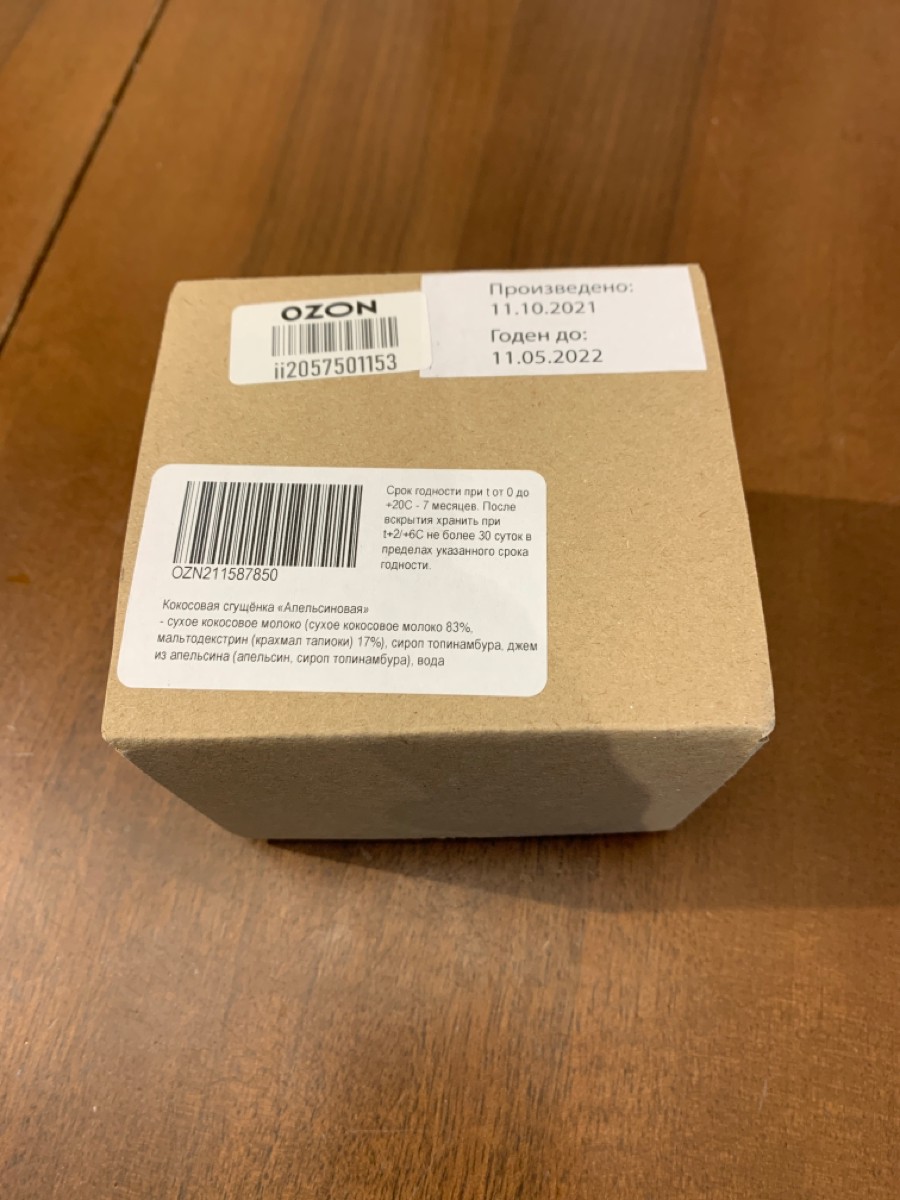 OZON
ii2057501153
Произведено:
11.10.2021
Годен до:
11.05.2022
OZN211587850
Срок годности при t от 0 до
+20С - 7 месяцев. После
вскрытия хранить при
t+2/+6С не более 30 суток в
пределах указанного срока
годности.
Кокосовая сгущёнка «Апельсиновая»
- сухое кокосовое молоко (сухое кокосовое молоко 83%,
мальтодекстрин (крахмал тапиоки) 17%), сироп топинамбура, джем
из апельсина (апельсин, сироп топинамбура), вода